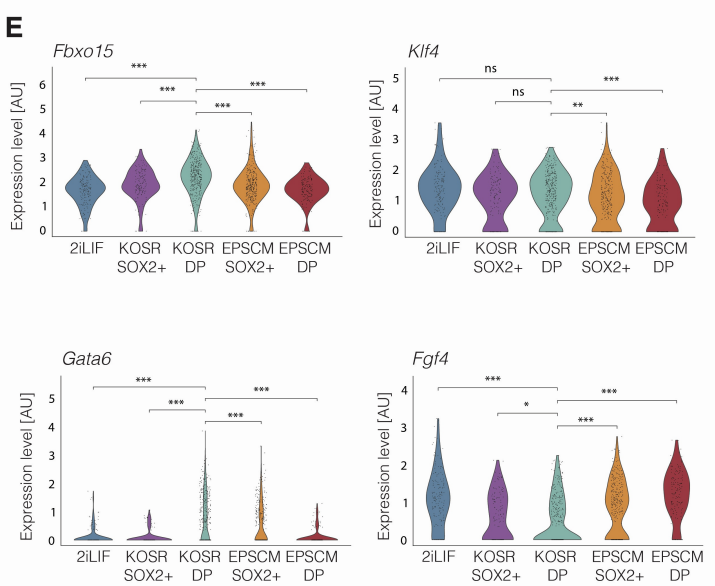 E
Fbxo15
Expression level [AU]
6
5
4
3
2
1
0
***
***
***
***
2iLIF
KOSR
SOX2+
KOSR
DP
EPSCM
SOX2+
EPSCM
DP
Klf4
Expression level [AU]
5
4
3
2
1
0
ns
***
ns
**
2iLIF
KOSR
SOX2+
KOSR
DP
EPSCM
SOX2+
EPSCM
DP
Gata6
Expression level [AU]
5
4
3
2
1
0
***
***
***
***
2iLIF
KOSR
SOX2+
KOSR
DP
EPSCM
SOX2+
EPSCM
DP
Fgf4
Expression level [AU]
4
3
2
1
0
***
***
*
***
2iLIF
KOSR
SOX2+
KOSR
DP
EPSCM
SOX2+
EPSCM
DP